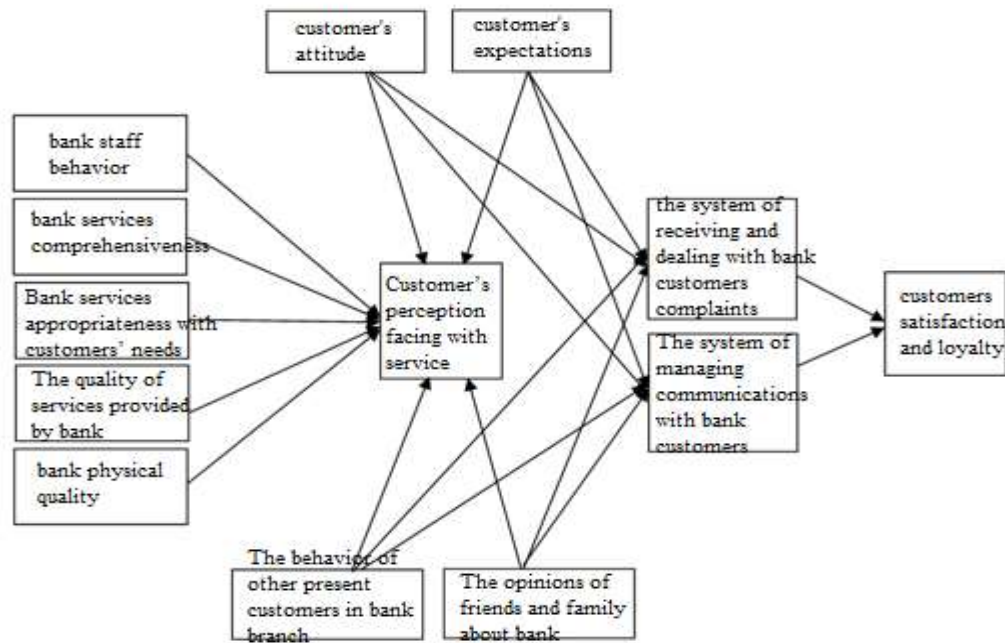 customer's
attitude
customer's
expectations
bank staff
behavior
bank services
comprehensiveness
Bank services
appropriateness with
customers’ needs
The quality of
services provided
by bank
bank physical
quality
Customer’s
perception
facing with
service
the system of
receiving and
dealing with bank
customers
complaints
The system of
managing
communications
with bank
customers
customers
satisfaction
and loyalty
The behavior of
other present
customers in bank
branch
The opinions of
friends and family
about bank